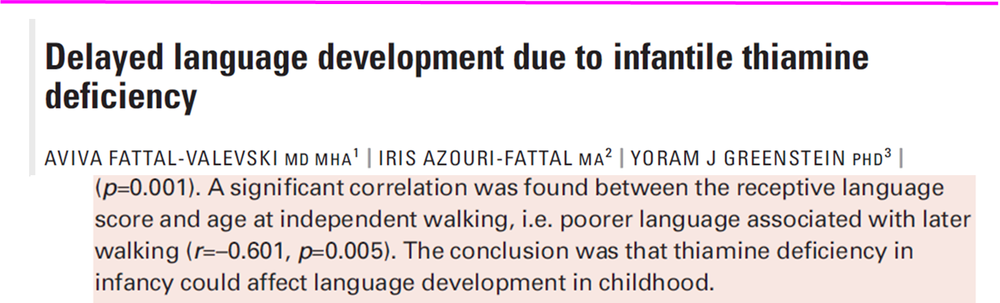 Delayed language development due to infantile thiamine
deficiency
AVIVA FATTAL-VALEVSKI MD MHA¹ | IRIS AZOURI-FATTAL MA² | YORAM J GREENSTEIN PHD³ |
(p=0.001). A significant correlation was found between the receptive language
score and age at independent walking, i.e. poorer language associated with later
walking (r=–0.601, p=0.005). The conclusion was that thiamine deficiency in
infancy could affect language development in childhood.